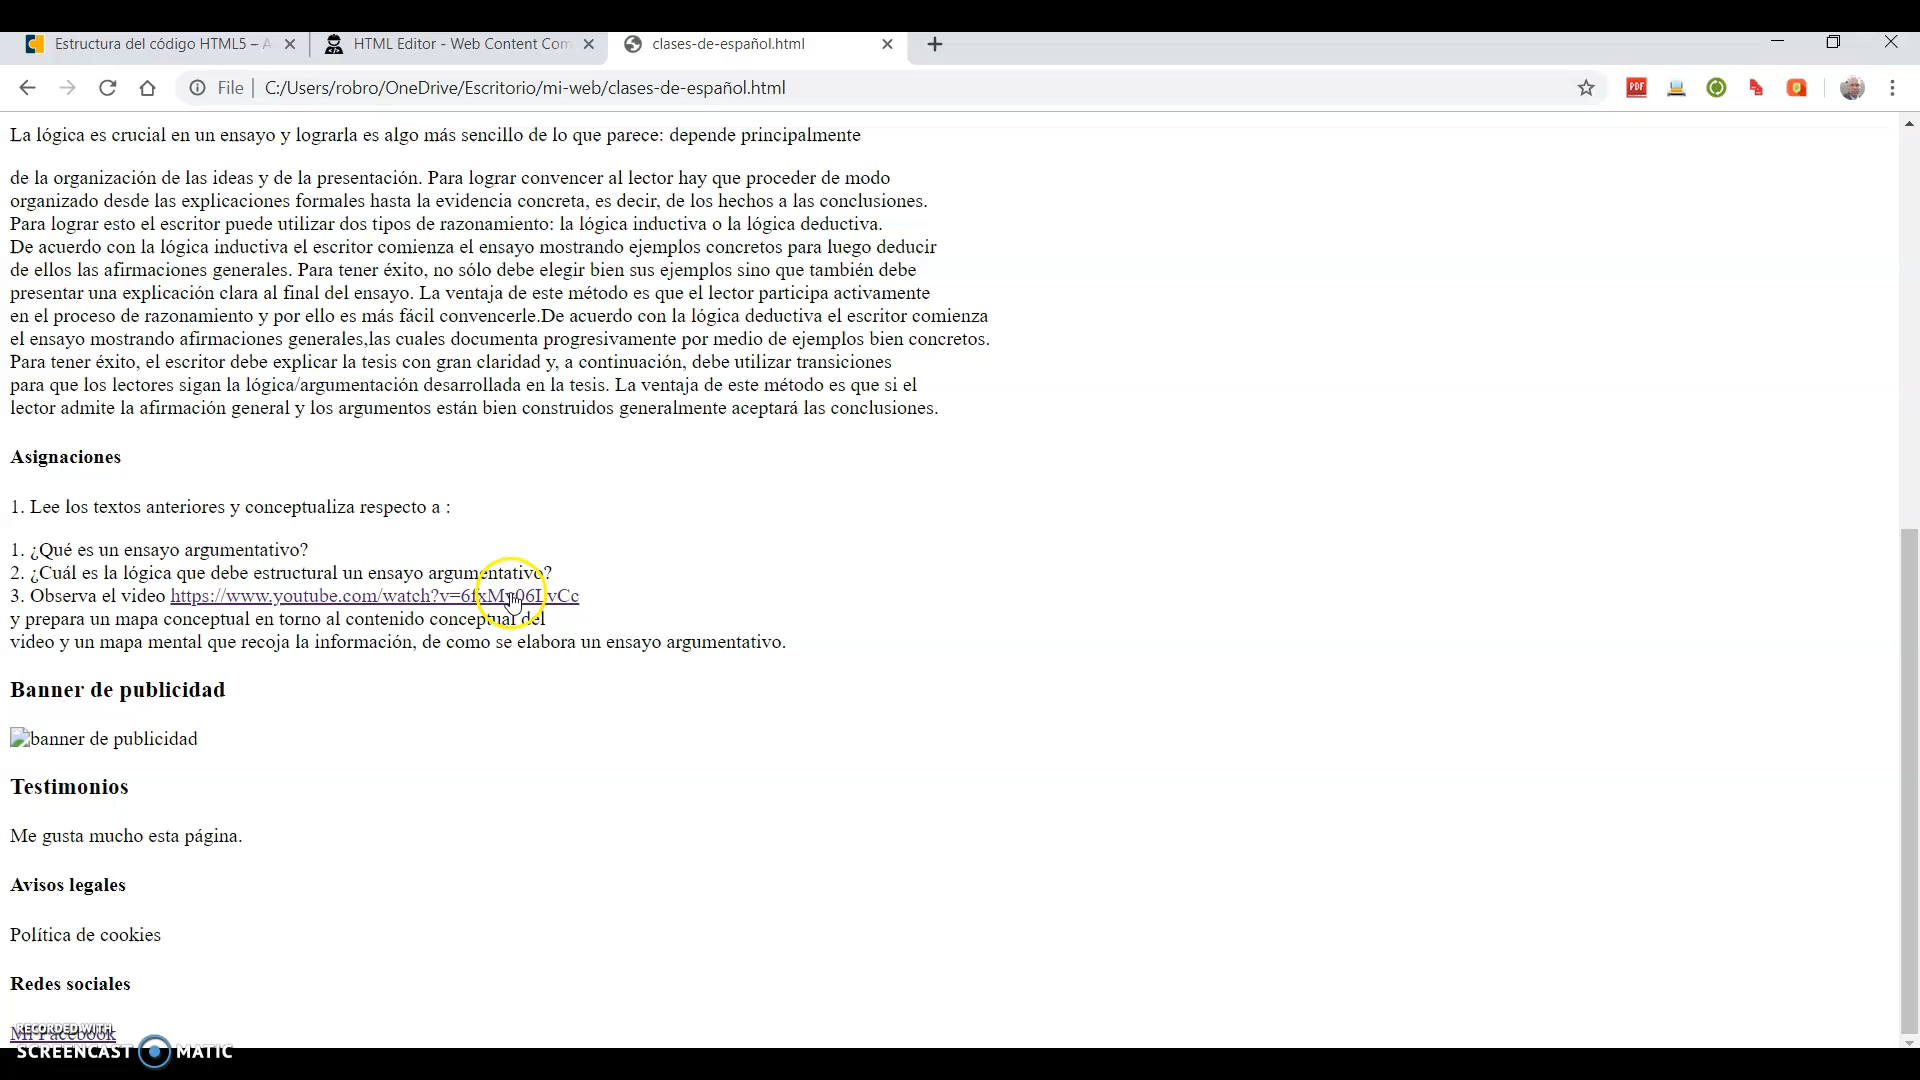 Estructura del código HTML5 – A
HTML Editor - Web Content Com
clases-de-español.html
File
C:/Users/robro/OneDrive/Escritorio/mi-web/clases-de-español.html
PDF
La lógica es crucial en un ensayo y lograrla es algo más sencillo de lo que parece: depende principalmente
de la organización de las ideas y de la presentación. Para lograr convencer al lector hay que proceder de modo
organizado desde las explicaciones formales hasta la evidencia concreta, es decir, de los hechos a las conclusiones.
Para lograr esto el escritor puede utilizar dos tipos de razonamiento: la lógica inductiva o la lógica deductiva.
De acuerdo con la lógica inductiva el escritor comienza el ensayo mostrando ejemplos concretos para luego deducir
de ellos las afirmaciones generales. Para tener éxito, no sólo debe elegir bien sus ejemplos sino que también debe
presentar una explicación clara al final del ensayo. La ventaja de este método es que el lector participa activamente
en el proceso de razonamiento y por ello es más fácil convencerle.De acuerdo con la lógica deductiva el escritor comienza
el ensayo mostrando afirmaciones generales,las cuales documenta progresivamente por medio de ejemplos bien concretos.
Para tener éxito, el escritor debe explicar la tesis con gran claridad y, a continuación, debe utilizar transiciones
para que los lectores sigan la lógica/argumentación desarrollada en la tesis. La ventaja de este método es que si el
lector admite la afirmación general y los argumentos están bien construidos generalmente aceptará las conclusiones.
Asignaciones
1. Lee los textos anteriores y conceptualiza respecto a :
1. ¿Qué es un ensayo argumentativo?
2. ¿Cuál es la lógica que debe estructural un ensayo argumentativo?
3. Observa el video
y prepara un mapa conceptual en torno al contenido conceptual del
video y un mapa mental que recoja la información, de como se elabora un ensayo argumentativo.
Banner de publicidad
banner de publicidad
Testimonios
Me gusta mucho esta página.
Avisos legales
Política de cookies
Redes sociales
Mi Facebook
RECORDED WITH
SCREENCAST MATIC